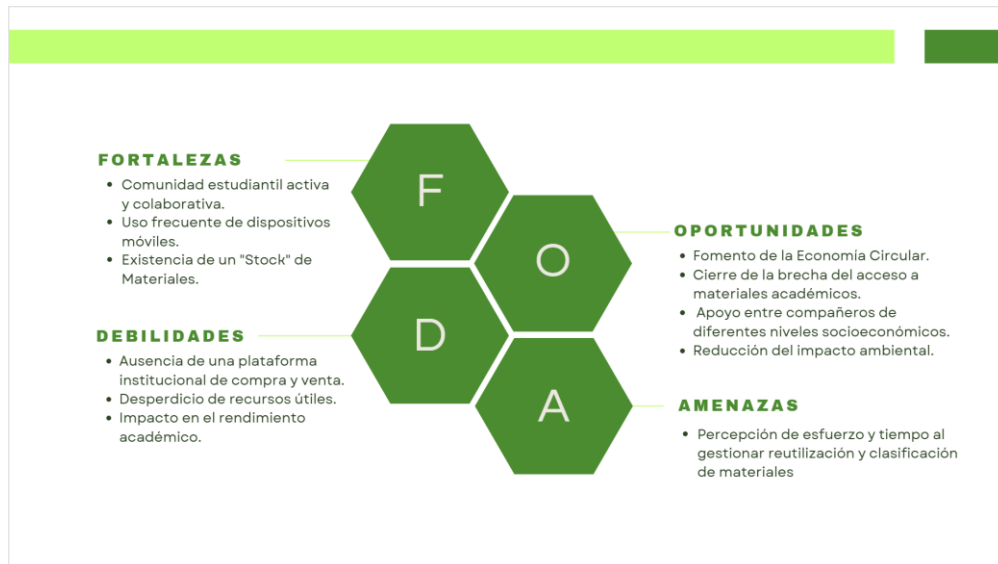 FORTALEZAS
• Comunidad estudiantil activa
y colaborativa.
• Uso frecuente de dispositivos
móviles.
• Existencia de un "Stock" de
Materiales.
F
O
OPORTUNIDADES
• Fomento de la Economía Circular.
• Cierre de la brecha del acceso a
materiales académicos.
• Apoyo entre compañeros de
diferentes niveles socioeconómicos.
• Reducción del impacto ambiental.
DEBILIDADES
• Ausencia de una plataforma
institucional de compra y venta.
• Desperdicio de recursos útiles.
• Impacto en el rendimiento
académico.
D
A
AMENAZAS
• Percepción de esfuerzo y tiempo al
gestionar reutilización y clasificación
de materiales